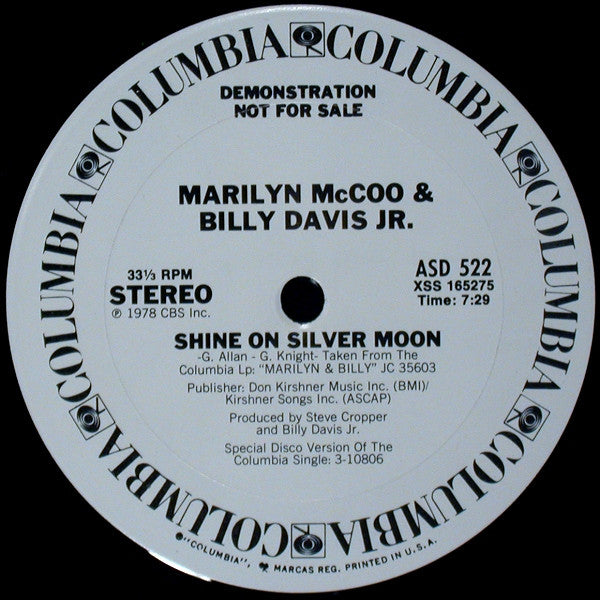 COLUMBIA COLUMBIA COLUMBIA COLUMBIA COLUMBIA COLUMBIA COLUMBIA COLUMBIA
DEMONSTRATION
NOT FOR SALE
MARILYN McCOO &
BILLY DAVIS JR.
33⅓ RPM
STEREO
℗ 1978 CBS Inc.
ASD 522
XSS 165275
Time: 7:29
SHINE ON SILVER MOON
-G. Allan - G. Knight- Taken From The
Columbia Lp: "MARILYN & BILLY" JC 35603
Publisher: Don Kirshner Music Inc. (BMI)/
Kirshner Songs Inc. (ASCAP)
Produced by Steve Cropper
and Billy Davis Jr.
Special Disco Version Of The
Columbia Single: 3-10806
"COLUMBIA", MARCAS REG. PRINTED IN U.S.A.